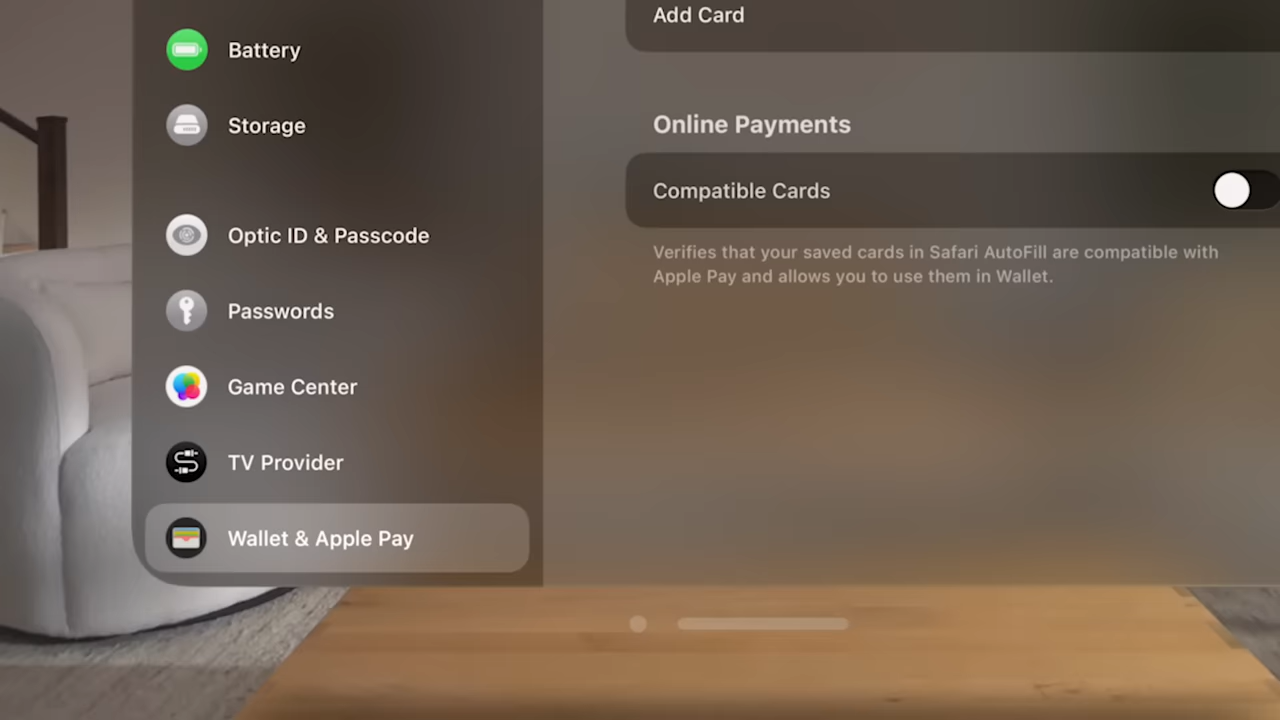 Battery
Storage
Optic ID & Passcode
Passwords
Game Center
TV Provider
Wallet & Apple Pay
Add Card
Online Payments
Compatible Cards
Verifies that your saved cards in Safari AutoFill are compatible with
Apple Pay and allows you to use them in Wallet.